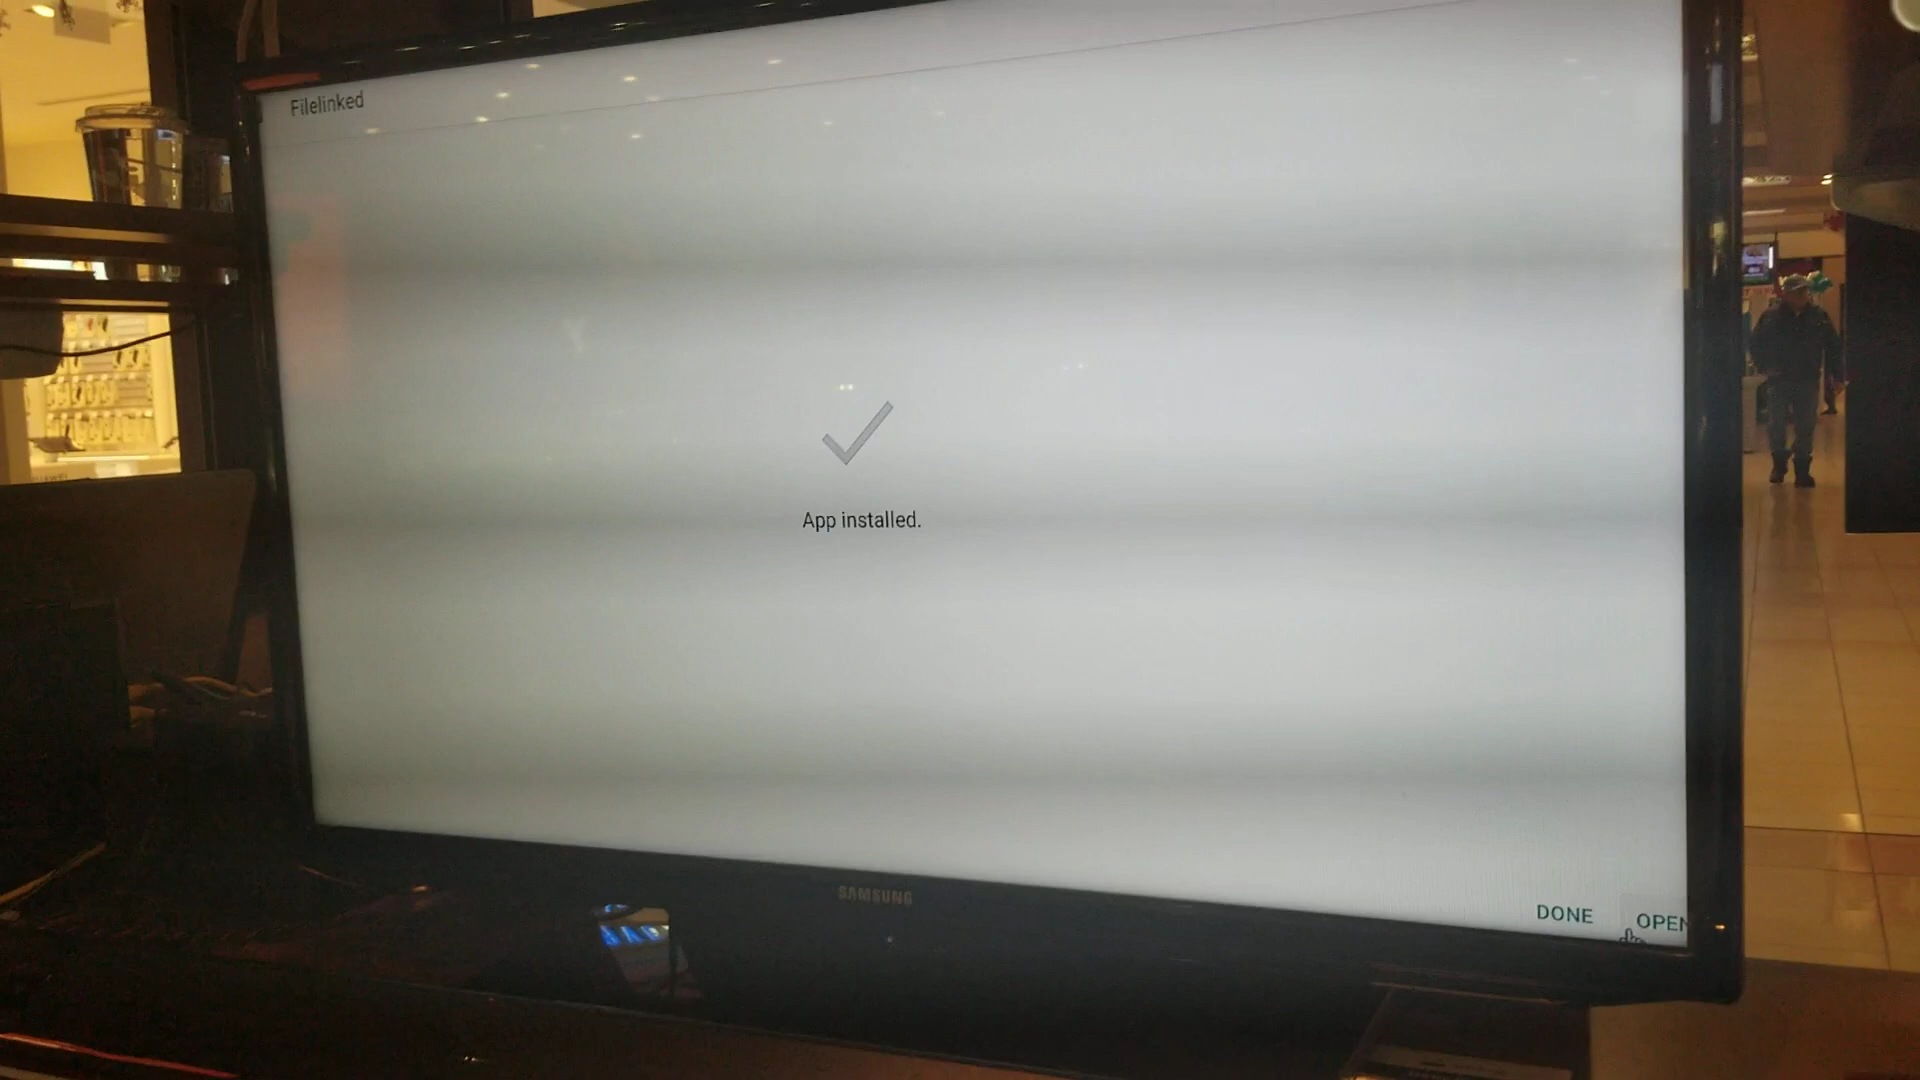 Filelinked
App installed.
DONE
OPEN
SAMSUNG